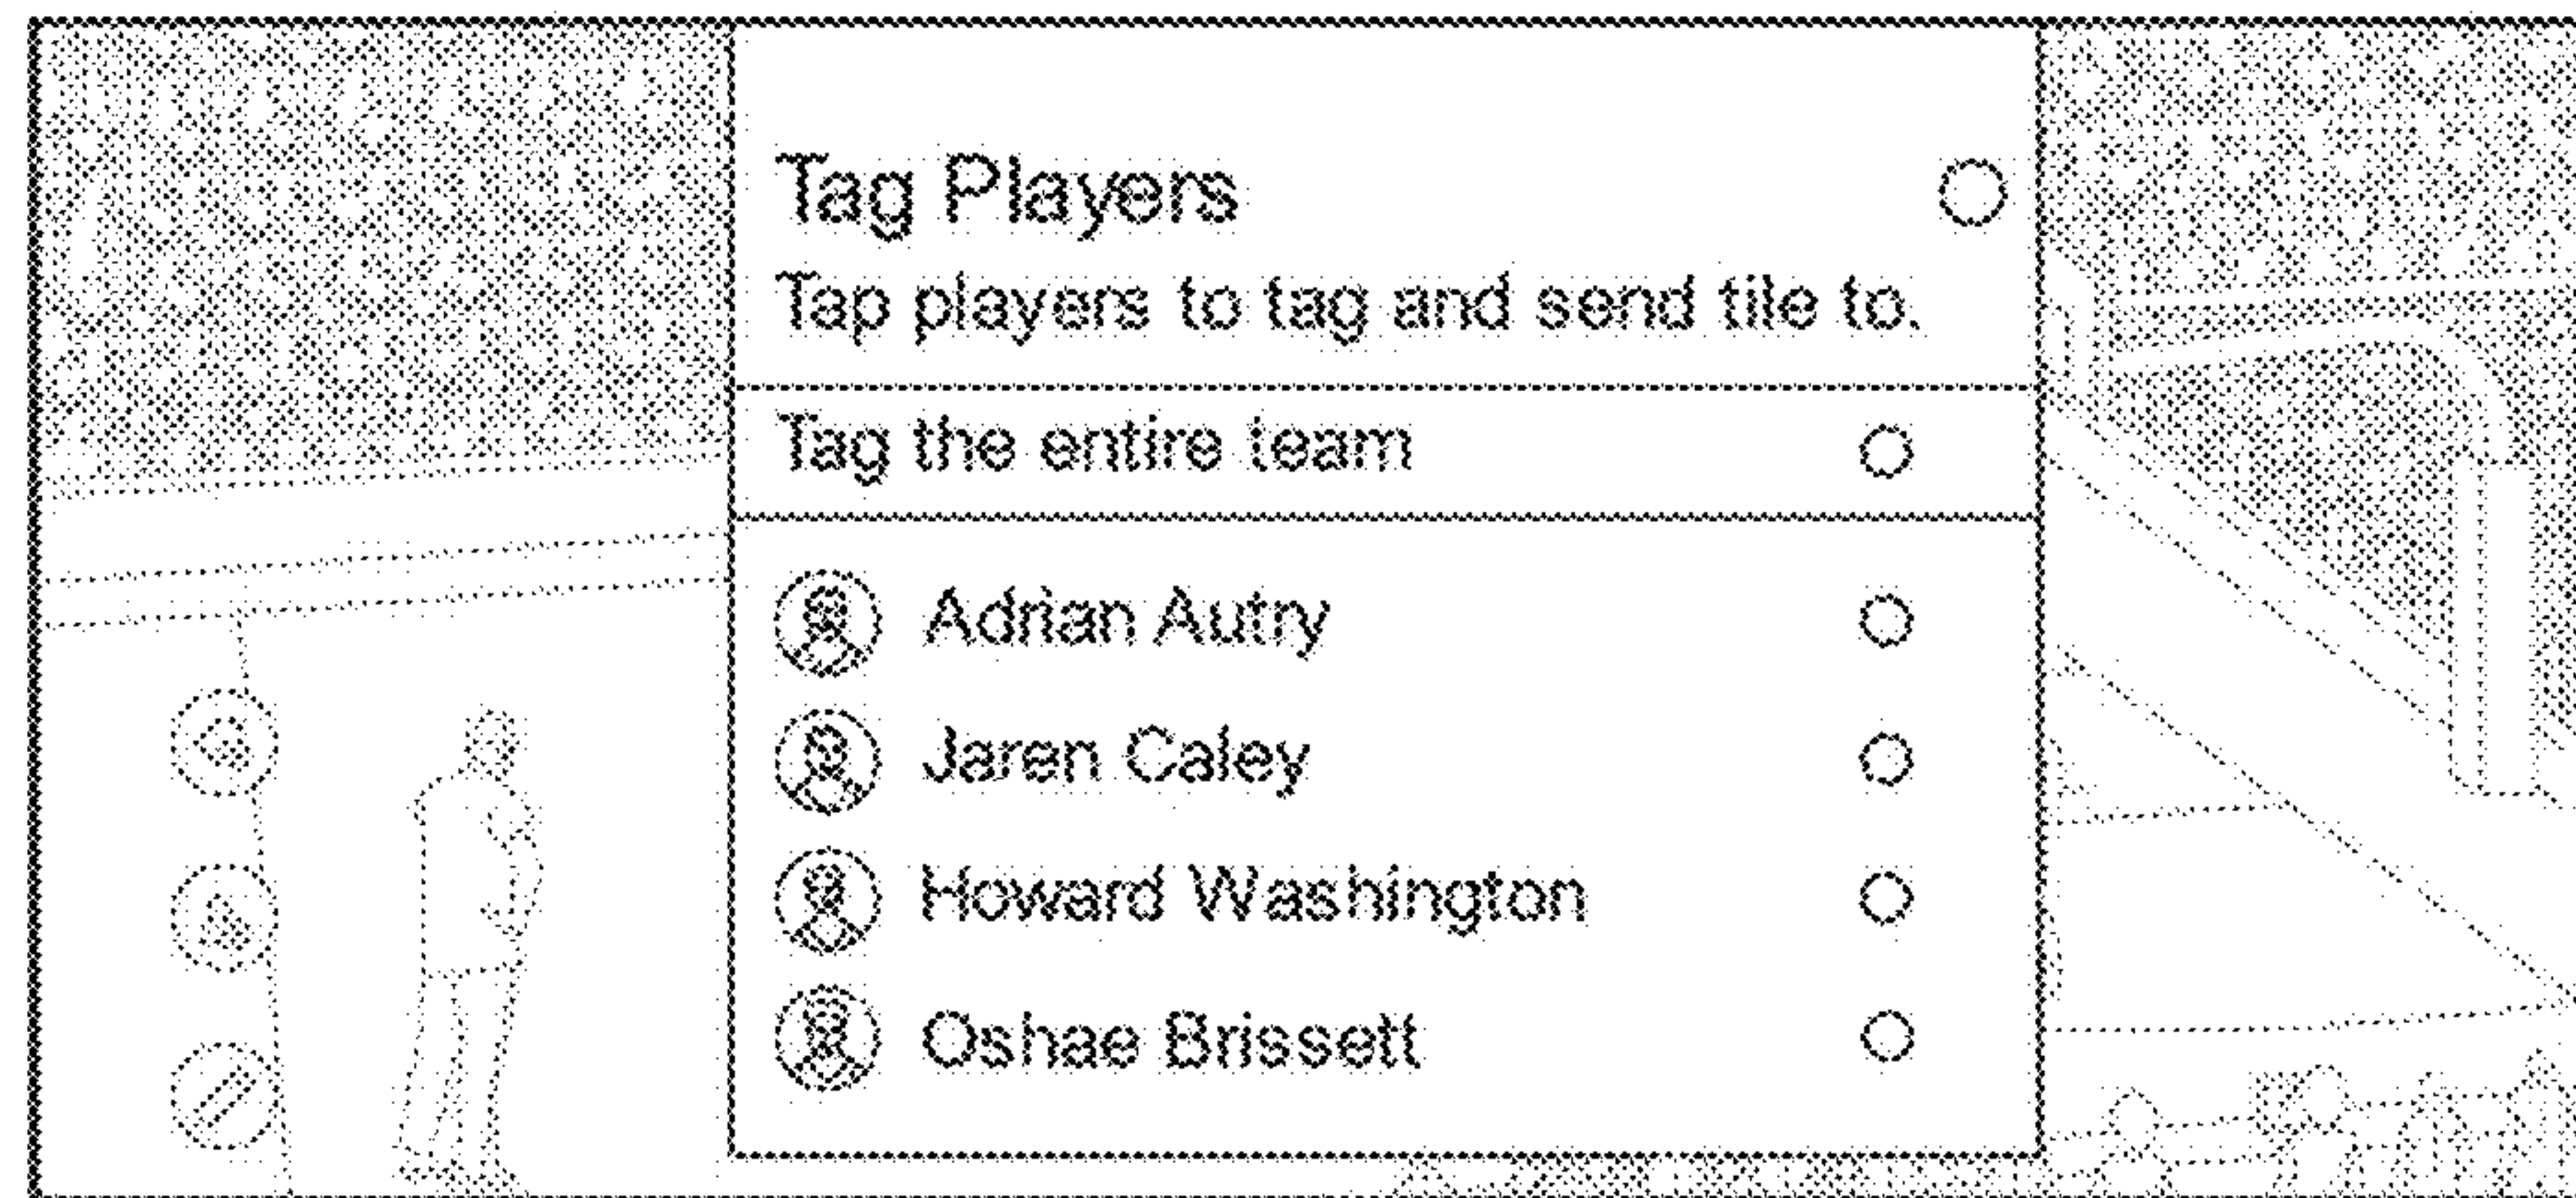 Tag Players
Tap players to tag and send tile to.
Tag the entire team
Adrian Autry
Jaren Caley
Howard Washington
Oshae Brissett